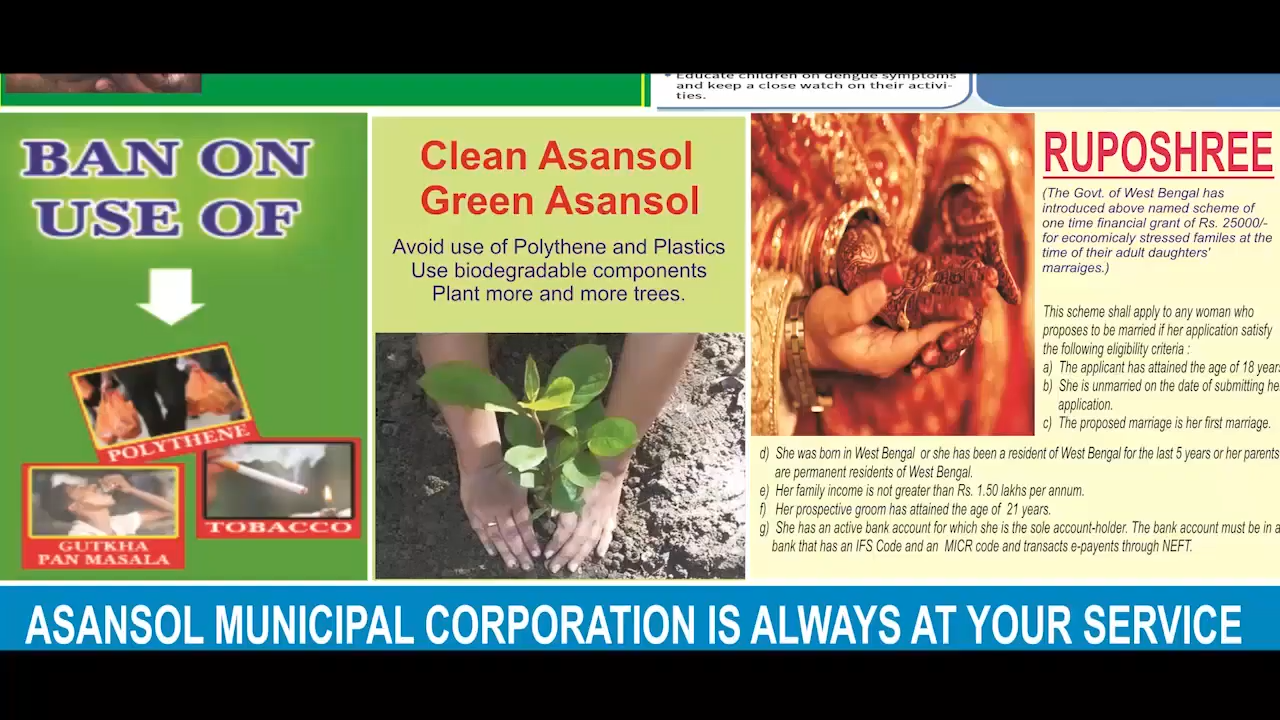 Educate children on dengue symptoms
and keep a close watch on their activi-
ties.
BAN ON
USE OF
POLYTHENE
TOBACCO
GUTKHA
PAN MASALA
Clean Asansol
Green Asansol
Avoid use of Polythene and Plastics
Use biodegradable components
Plant more and more trees.
RUPOSHREE
(The Govt. of West Bengal has
introduced above named scheme of
one time financial grant of Rs. 25000/-
for economicaly stressed familes at the
time of their adult daughters'
marraiges.)
This scheme shall apply to any woman who
proposes to be married if her application satisfy
the following eligibility criteria :
a) The applicant has attained the age of 18 years
b) She is unmarried on the date of submitting he
application.
c) The proposed marriage is her first marriage.
d) She was born in West Bengal or she has been a resident of West Bengal for the last 5 years or her parents
are permanent residents of West Bengal.
e) Her family income is not greater than Rs. 1.50 lakhs per annum.
f) Her prospective groom has attained the age of 21 years.
g) She has an active bank account for which she is the sole account-holder. The bank account must be in a
bank that has an IFS Code and an MICR code and transacts e-payents through NEFT.
ASANSOL MUNICIPAL CORPORATION IS ALWAYS AT YOUR SERVICE